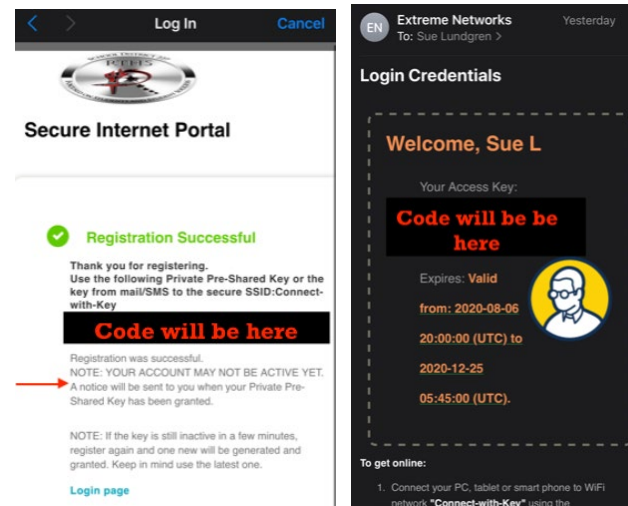 Log In
Cancel
RTHS
Secure Internet Portal
Registration Successful
Thank you for registering.
Use the following Private Pre-Shared Key or the
key from mail/SMS to the secure SSID:Connect-
with-Key
Code will be here
Registration was successful.
NOTE: YOUR ACCOUNT MAY NOT BE ACTIVE YET.
A notice will be sent to you when your Private Pre-
Shared Key has been granted.
NOTE: If the key is still inactive in a few minutes,
register again and one new will be generated and
granted. Keep in mind use the latest one.
Login page
EN
Extreme Networks
Yesterday
To: Sue Lundgren >
Login Credentials
Welcome, Sue L
Your Access Key:
Code will be be
here
Expires: Valid
from: 2020-08-06
20:00:00 (UTC) to
2020-12-25
05:45:00 (UTC).
To get online:
1. Connect your PC, tablet or smart phone to WiFi
network "Connect-with-Key" using the